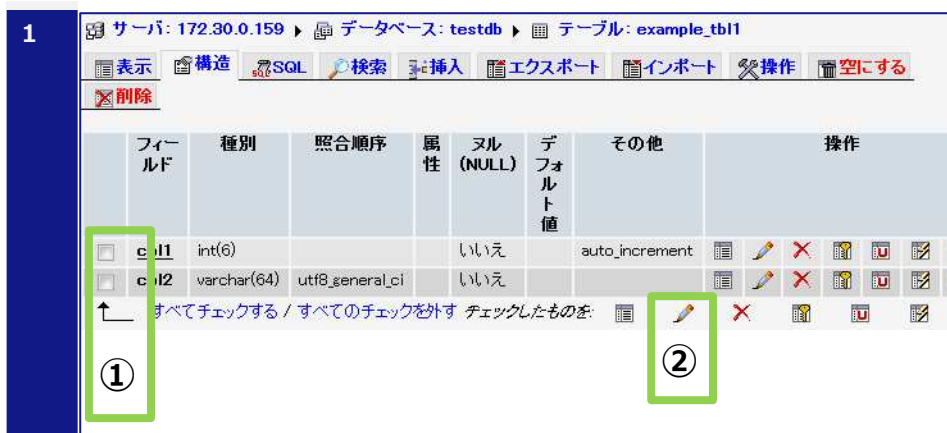 1
サーバ: 172.30.0.159 ▶ データベース: testdb ▶ テーブル: example_tbl1
表示 構造 SQL 検索 挿入 エクスポート インポート 操作 空にする
削除
フィールド 種別 照合順序 属性 ヌル(NULL) デフォルト値 その他 操作
col1 int(6) いいえ auto_increment
col2 varchar(64) utf8_general_ci いいえ
すべてチェックする / すべてのチェックを外す チェックしたものを:
① ②